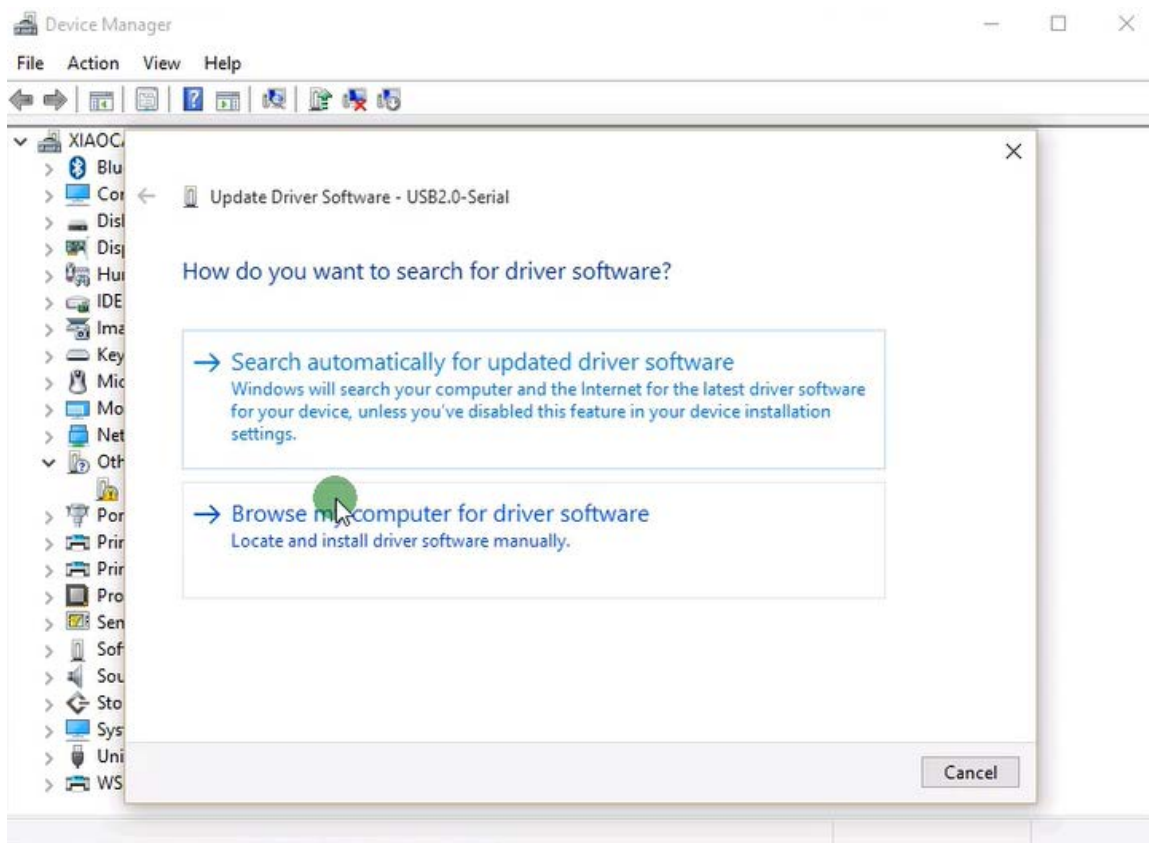 Device Manager
File Action View Help
XIAOC
Blu
Cor
Disl
Disp
Update Driver Software - USB2.0-Serial
Hui
How do you want to search for driver software?
IDE
Ima
Key
Search automatically for updated driver software
Mic
Windows will search your computer and the Internet for the latest driver software
Mo
for your device, unless you've disabled this feature in your device installation
Net
settings.
Oth
Por
Browse my computer for driver software
Prin
Locate and install driver software manually.
Prin
Pro
Sen
Sof
Sou
Sto
Sys
Uni
Cancel
WS